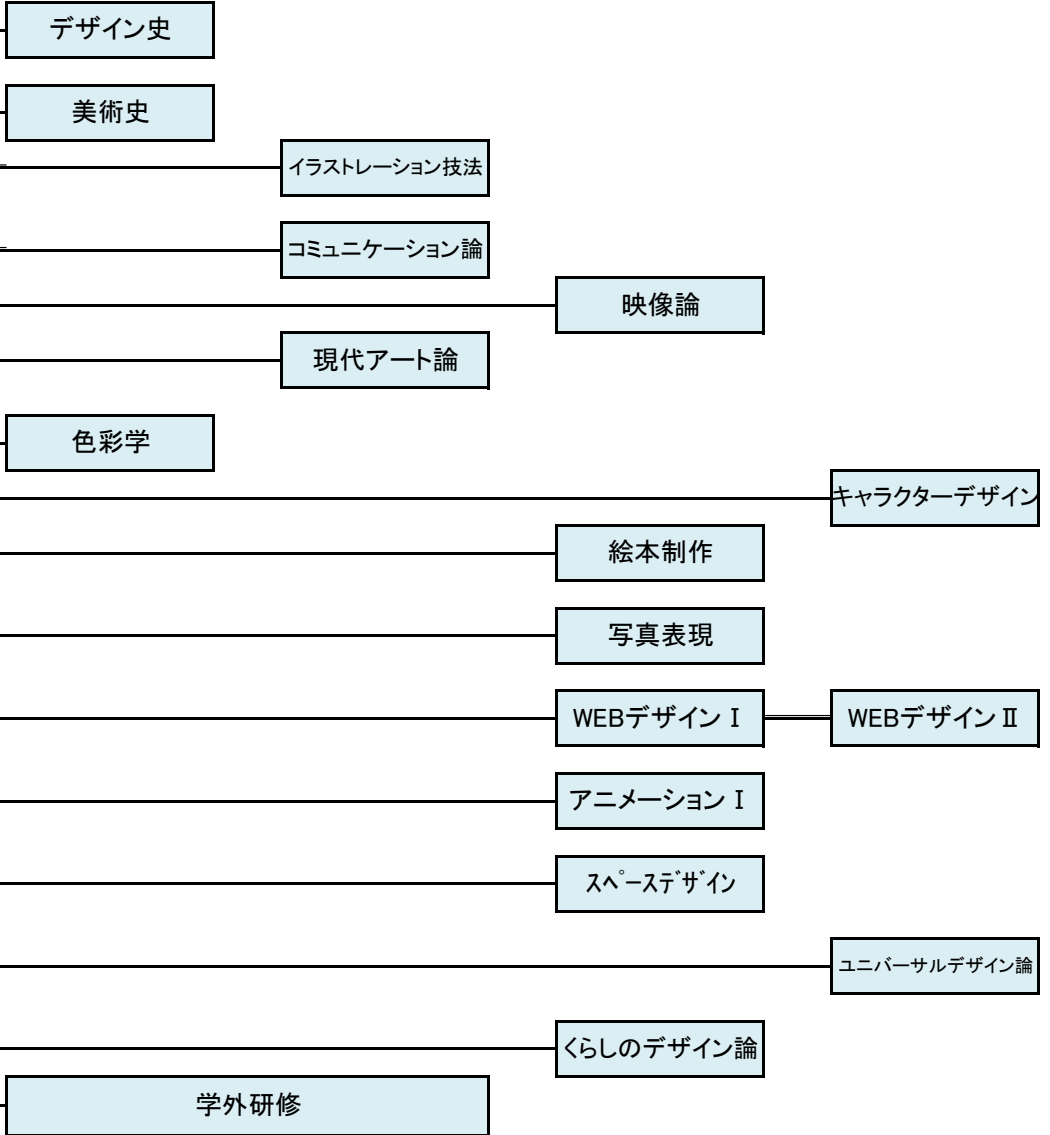 デザイン史
美術史
イラストレーション技法
コミュニケーション論
映像論
現代アート論
色彩学
キャラクターデザイン
絵本制作
写真表現
WEBデザインⅠ
WEBデザインⅡ
アニメーションⅠ
スペースデザイン
ユニバーサルデザイン論
くらしのデザイン論
学外研修